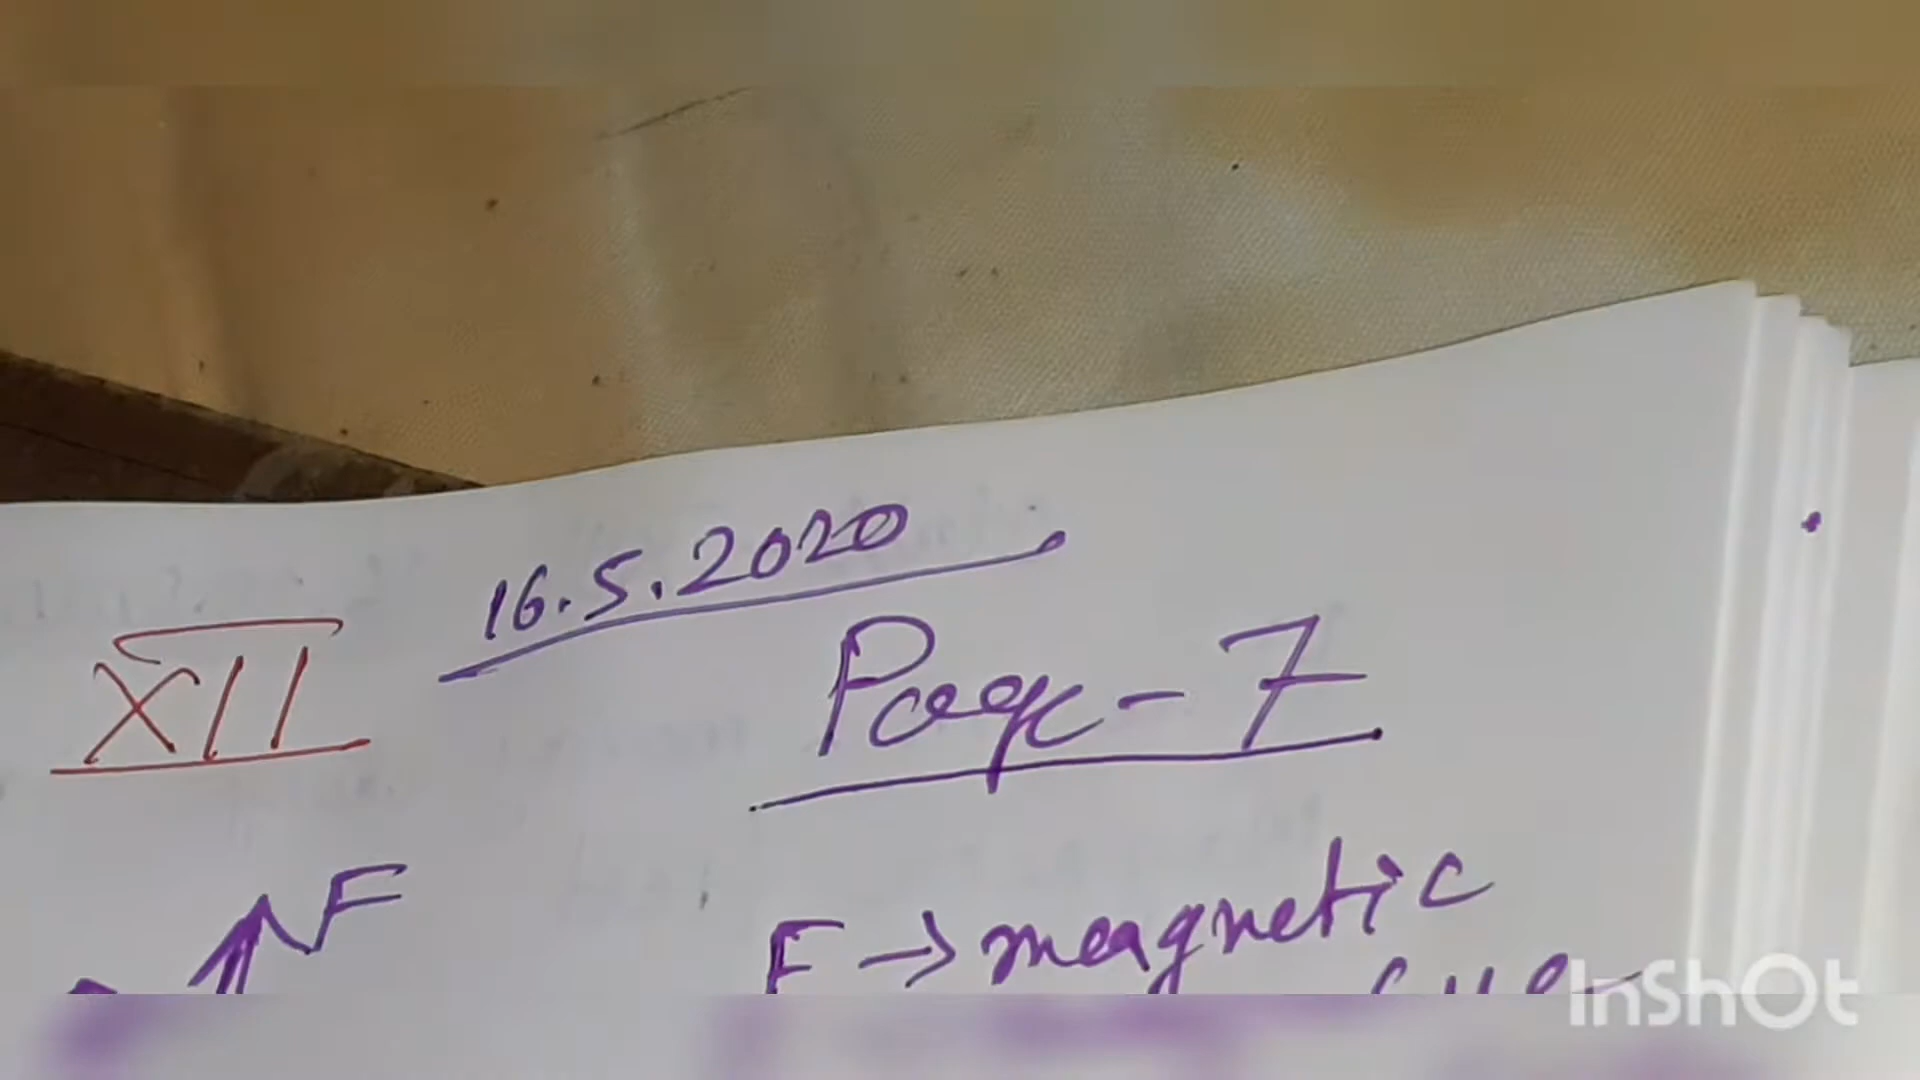 16.5.2020
XII
Page - 7
F
F → magnetic
InShOt